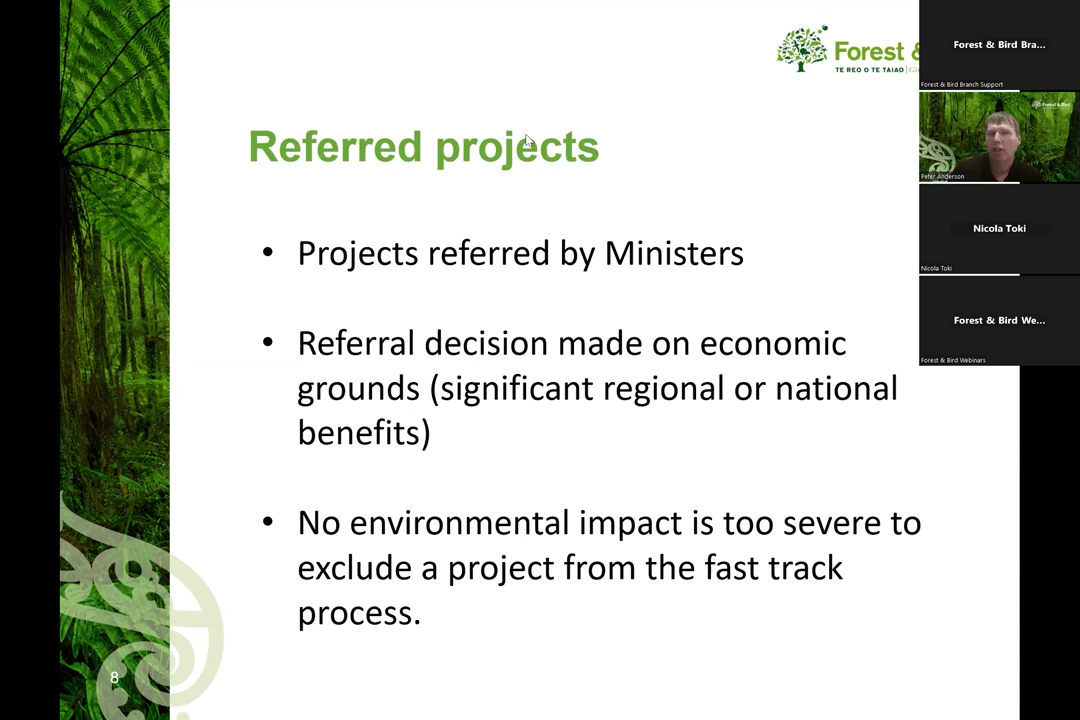 Forest &
TE REO O TE TAIAO
Referred projects
• Projects referred by Ministers
• Referral decision made on economic
grounds (significant regional or national
benefits)
• No environmental impact is too severe to
exclude a project from the fast track
process.
8
Forest & Bird Bra...
Forest & Bird Branch Support
Forest & Bird
Peter Anderson
Nicola Toki
Nicola Toki
Forest & Bird We...
Forest & Bird Webinars